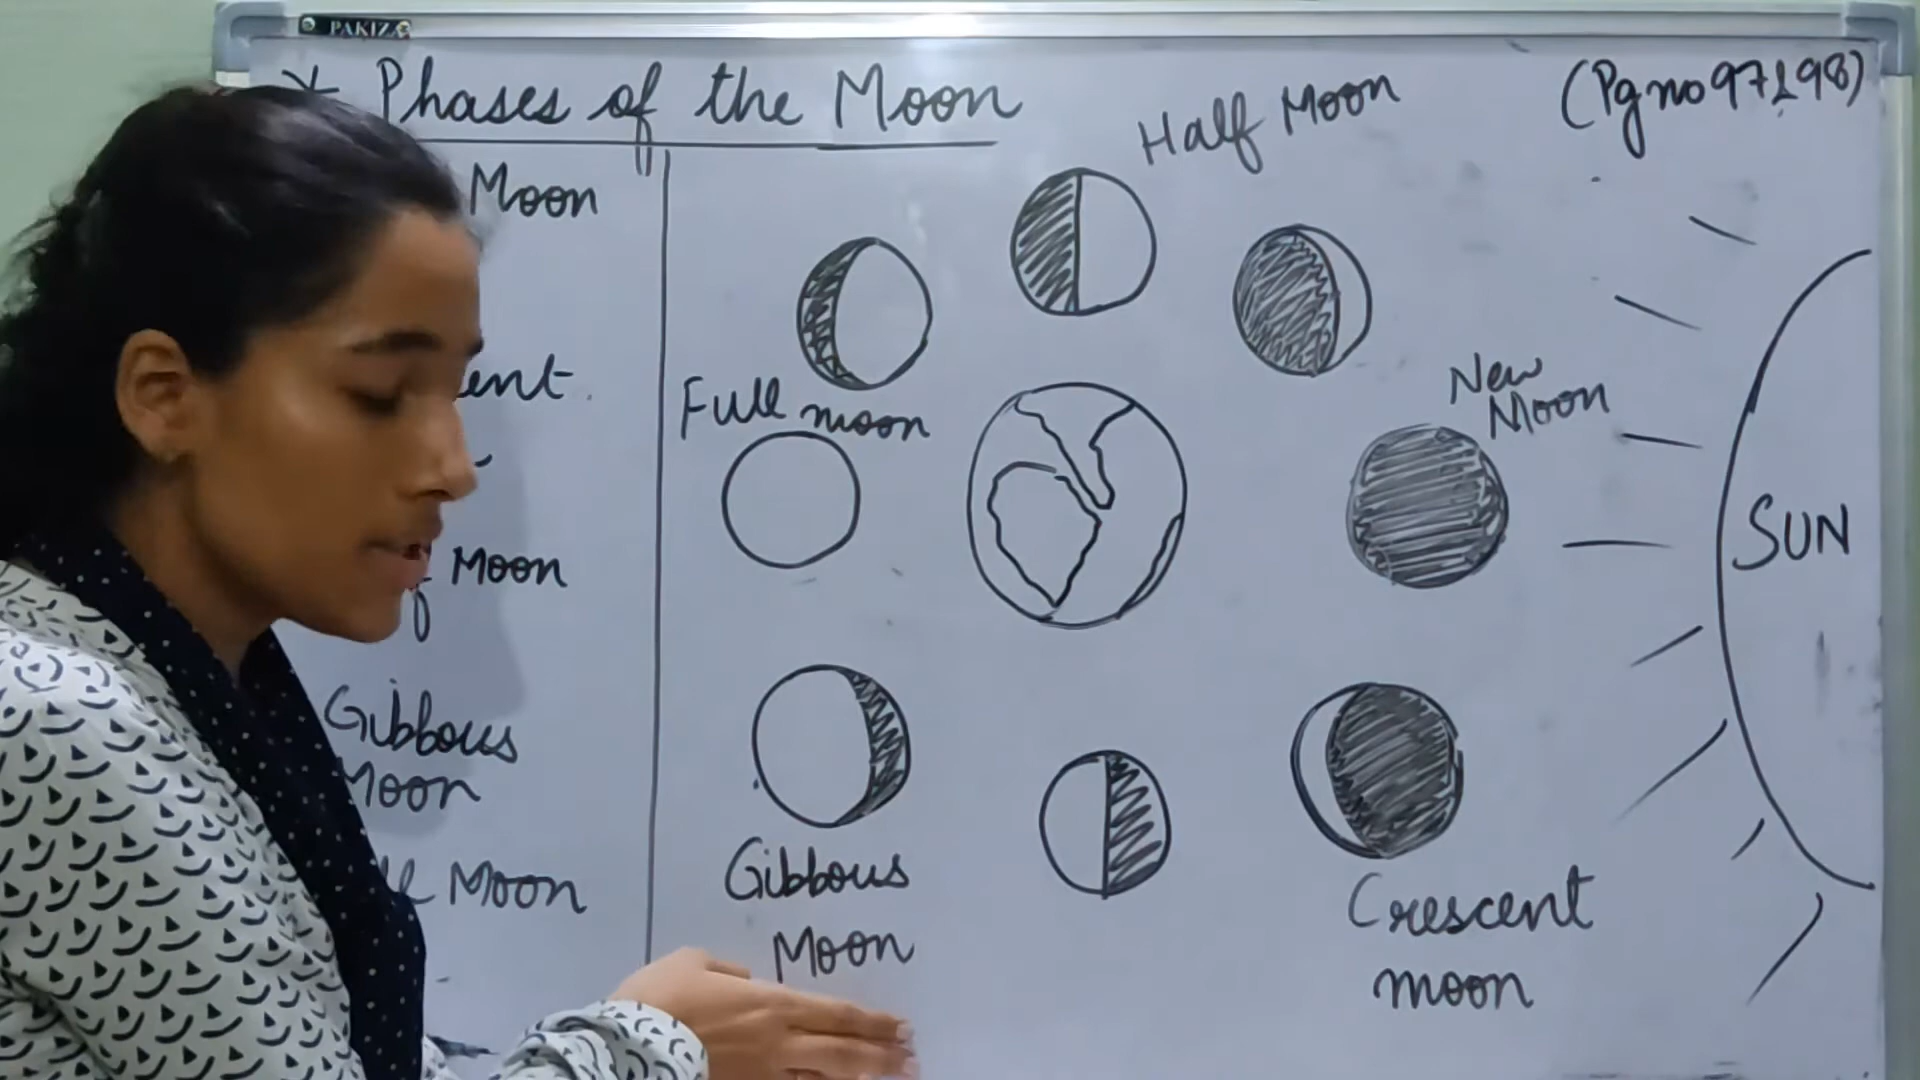 PAKIZA
* Phases of the Moon
(Pg no 97 & 98)
Half Moon
Moon
New
Moon
Full moon
SUN
Moon
Gibbous
Moon
Moon
Gibbous
Moon
Crescent
moon